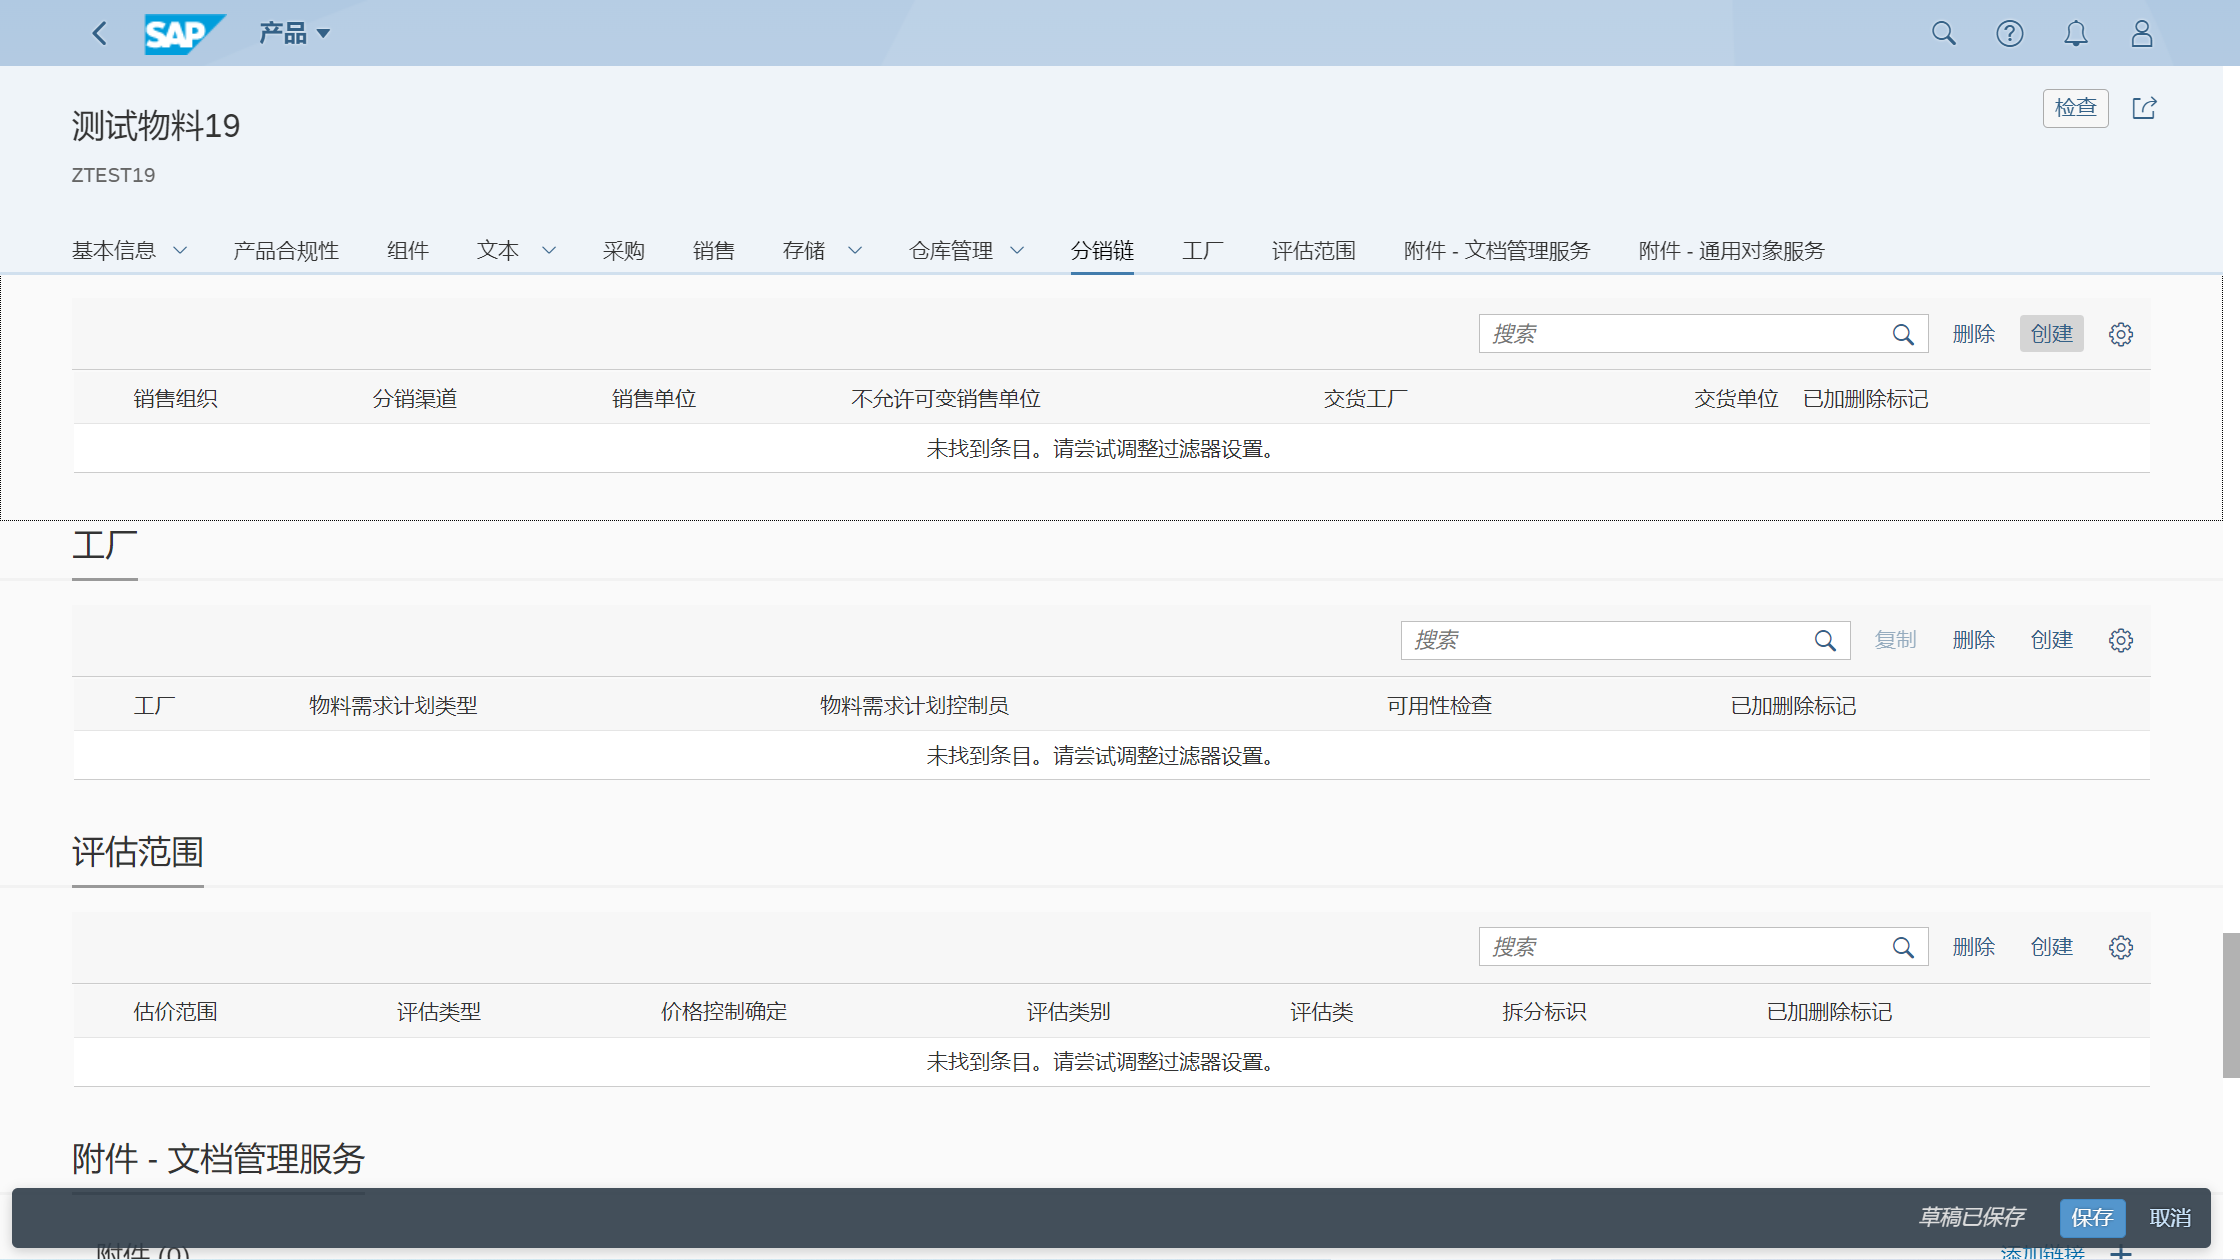 SAP 产品
检查
测试物料19
ZTEST19
基本信息 产品合规性 组件 文本 采购 销售 存储 仓库管理 分销链 工厂 评估范围 附件 - 文档管理服务 附件 - 通用对象服务
搜索 删除 创建
销售组织 分销渠道 销售单位 不允许可变销售单位 交货工厂 交货单位 已加删除标记
未找到条目。请尝试调整过滤器设置。
工厂
搜索 复制 删除 创建
工厂 物料需求计划类型 物料需求计划控制员 可用性检查 已加删除标记
未找到条目。请尝试调整过滤器设置。
评估范围
搜索 删除 创建
估价范围 评估类型 价格控制确定 评估类别 评估类 拆分标识 已加删除标记
未找到条目。请尝试调整过滤器设置。
附件 - 文档管理服务
草稿已保存 保存 取消
附件 (0) 添加链接